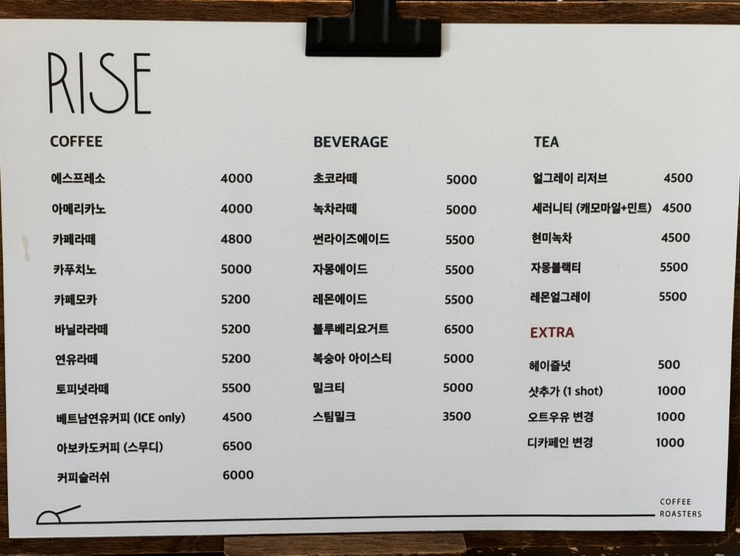 RISE
COFFEE
에스프레소 4000
아메리카노 4000
카페라떼 4800
카푸치노 5000
카페모카 5200
바닐라라떼 5200
연유라떼 5200
토피넛라떼 5500
베트남연유커피 (ICE only) 4500
아보카도커피 (스무디) 6500
커피슬러쉬 6000
BEVERAGE
초코라떼 5000
녹차라떼 5000
썬라이즈에이드 5500
자몽에이드 5500
레몬에이드 5500
블루베리요거트 6500
복숭아 아이스티 5000
밀크티 5000
스팀밀크 3500
TEA
얼그레이 리저브 4500
세러니티 (캐모마일+민트) 4500
현미녹차 4500
자몽블랙티 5500
레몬얼그레이 5500
EXTRA
헤이즐넛 500
샷추가 (1 shot) 1000
오트우유 변경 1000
디카페인 변경 1000
COFFEE
ROASTERS